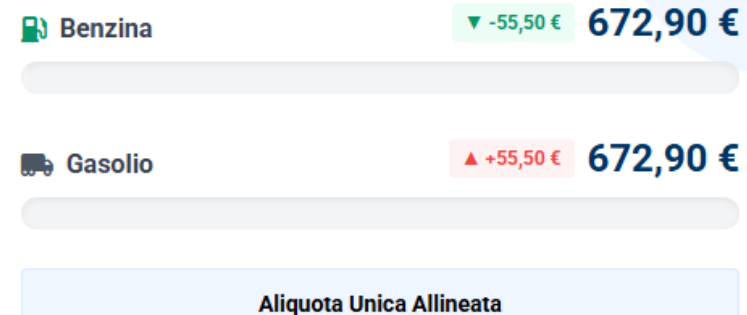 Benzina ▼ -55,50 € 672,90 €
Gasolio ▲ +55,50 € 672,90 €
Aliquota Unica Allineata